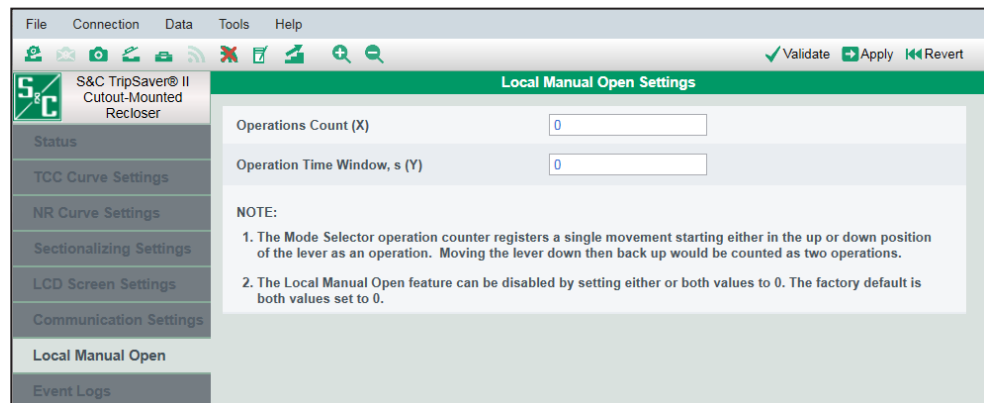 File Connection Data Tools Help
Validate Apply Revert
S&C
S&C TripSaver® II
Cutout-Mounted
Recloser
Status
TCC Curve Settings
NR Curve Settings
Sectionalizing Settings
LCD Screen Settings
Communication Settings
Local Manual Open
Event Logs
Local Manual Open Settings
Operations Count (X) 0
Operation Time Window, s (Y) 0
NOTE:
1. The Mode Selector operation counter registers a single movement starting either in the up or down position
of the lever as an operation. Moving the lever down then back up would be counted as two operations.
2. The Local Manual Open feature can be disabled by setting either or both values to 0. The factory default is
both values set to 0.